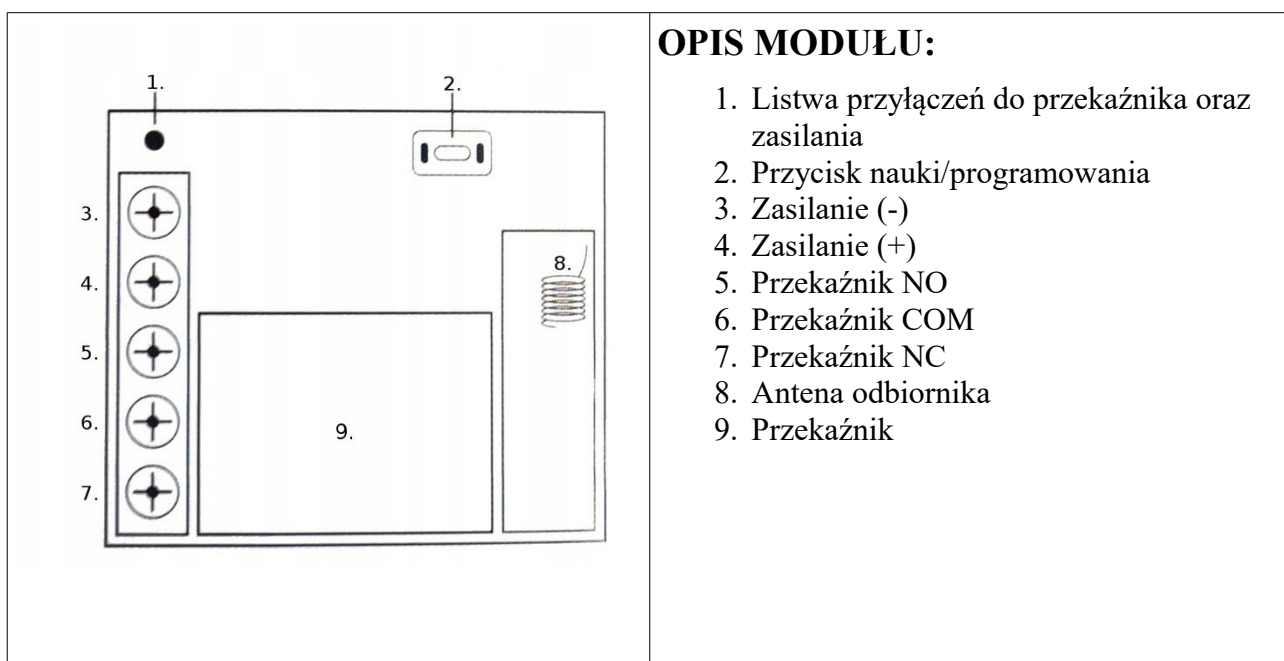 1.
2.
3.
4.
5.
6.
7.
8.
9.
OPIS MODUŁU:
1. Listwa przyłączeń do przekaźnika oraz
zasilania
2. Przycisk nauki/programowania
3. Zasilanie (-)
4. Zasilanie (+)
5. Przekaźnik NO
6. Przekaźnik COM
7. Przekaźnik NC
8. Antena odbiornika
9. Przekaźnik